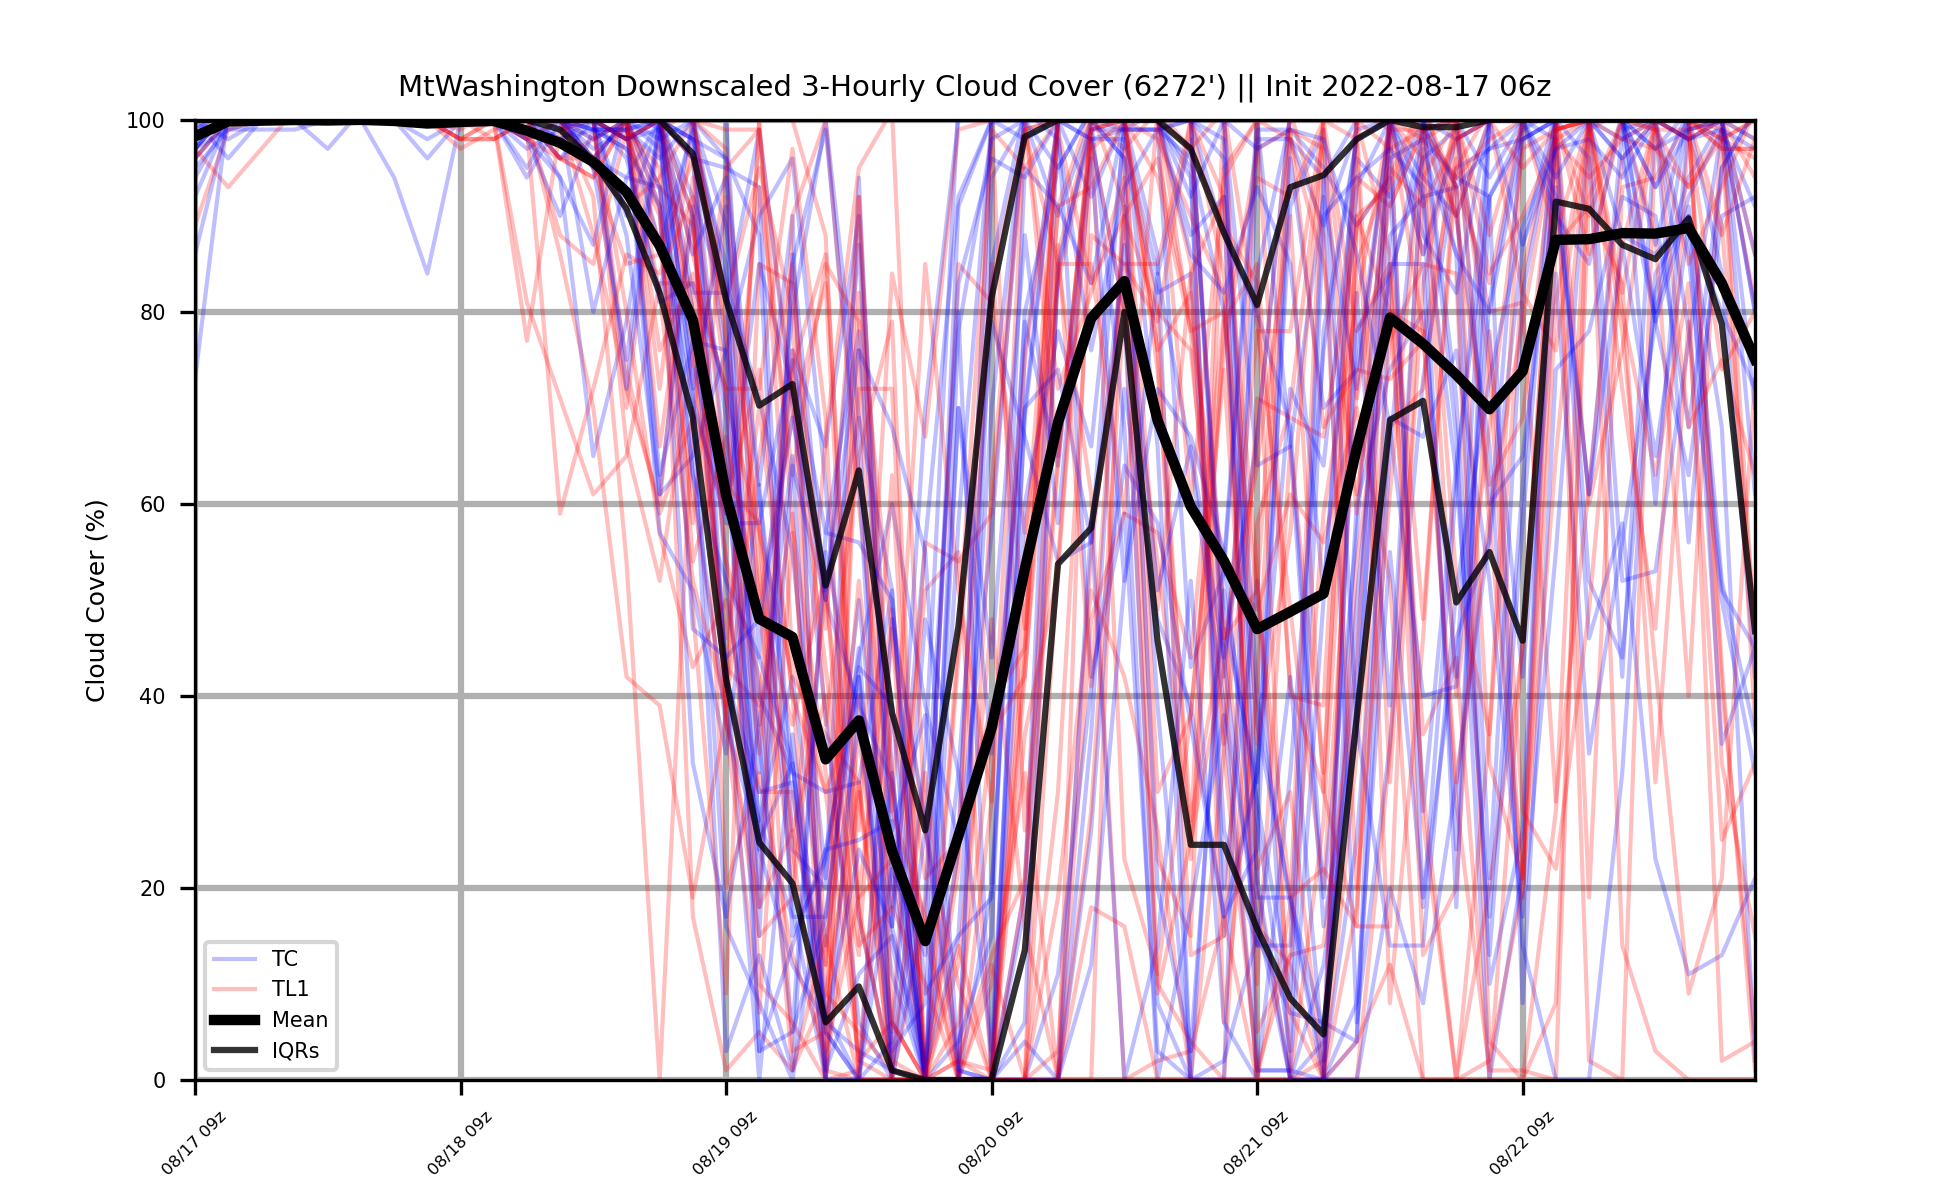 MtWashington Downscaled 3-Hourly Cloud Cover (6272') || Init 2022-08-17 06z
Cloud Cover (%)
100
80
60
40
20
0
TC
TL1
Mean
IQRs
08/17 09z
08/18 09z
08/19 09z
08/20 09z
08/21 09z
08/22 09z